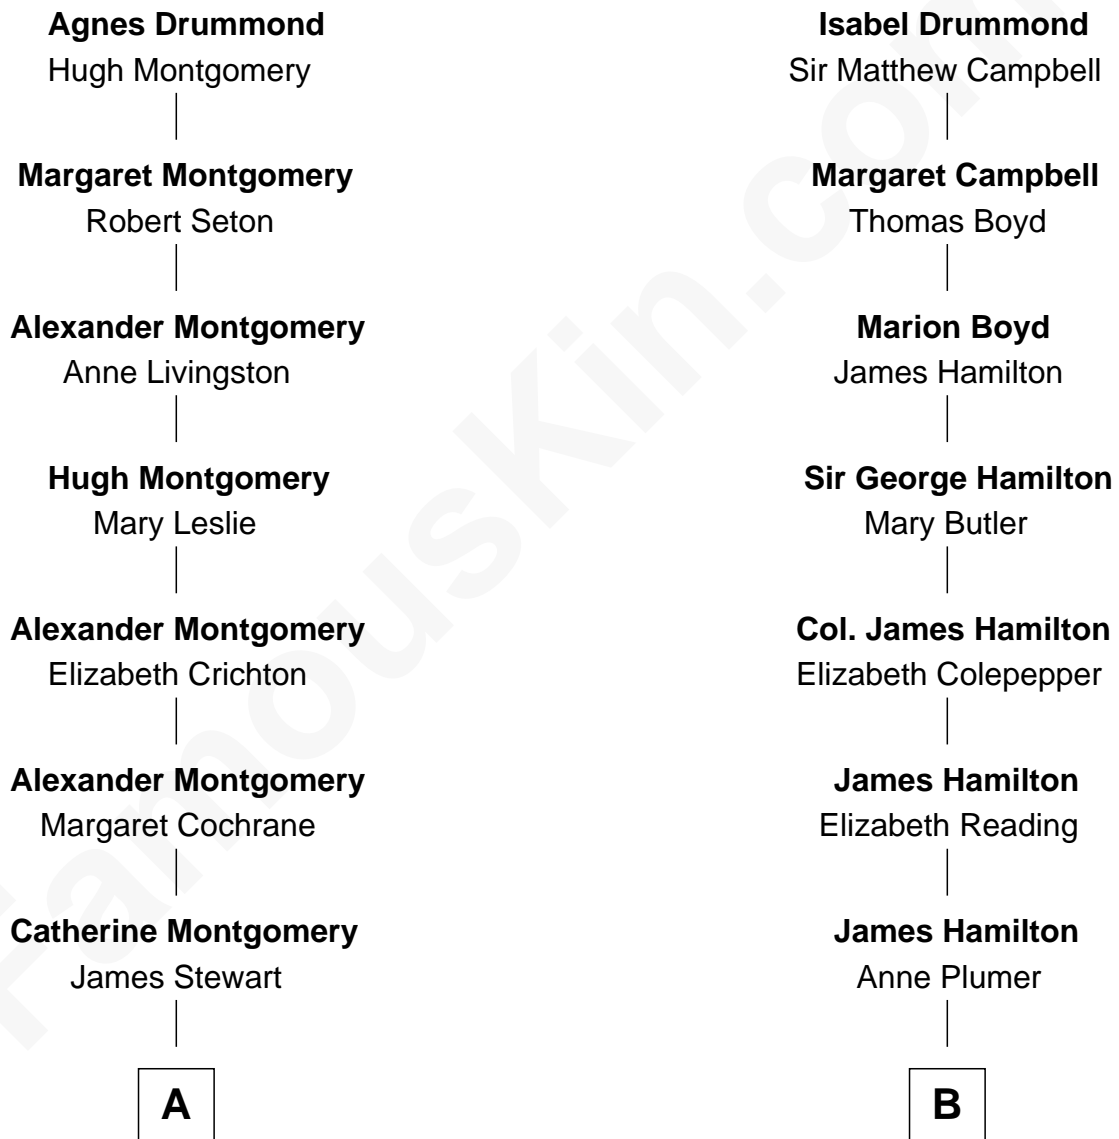 Agnes Drummond
Hugh Montgomery
Margaret Montgomery
Robert Seton
Alexander Montgomery
Anne Livingston
Hugh Montgomery
Mary Leslie
Alexander Montgomery
Elizabeth Crichton
Alexander Montgomery
Margaret Cochrane
Catherine Montgomery
James Stewart
A
Isabel Drummond
Sir Matthew Campbell
Margaret Campbell
Thomas Boyd
Marion Boyd
James Hamilton
Sir George Hamilton
Mary Butler
Col. James Hamilton
Elizabeth Colepepper
James Hamilton
Elizabeth Reading
James Hamilton
Anne Plumer
B
FamousKin.com